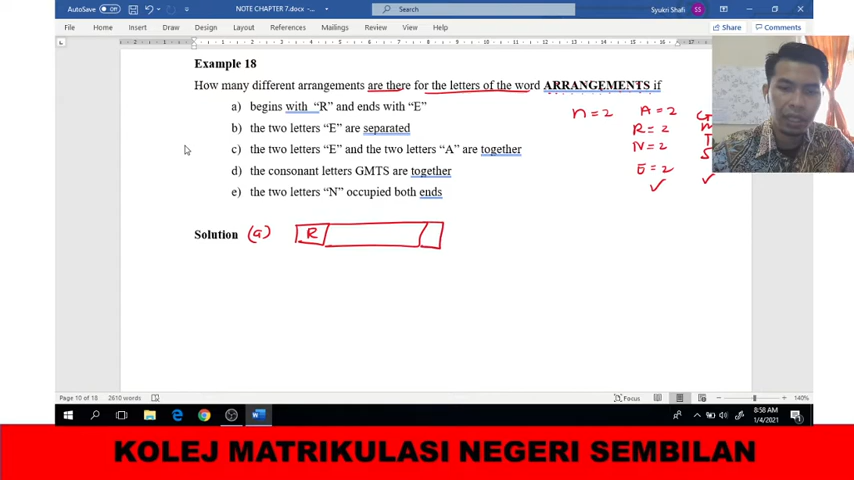 AutoSave Off NOTE CHAPTER 7.docx - ... Search Syukri Shafi SS
File Home Insert Draw Design Layout References Mailings Review View Help Share Comments
Example 18
How many different arrangements are there for the letters of the word ARRANGEMENTS if
n = 2 A = 2
a) begins with “R” and ends with “E”
R = 2
b) the two letters “E” are separated
N = 2
c) the two letters “E” and the two letters “A” are together
E = 2
d) the consonant letters GMTS are together
e) the two letters “N” occupied both ends
Solution (a) R
Page 10 of 18 2610 words Focus 140%
8:58 AM
1/4/2021
KOLEJ MATRIKULASI NEGERI SEMBILAN